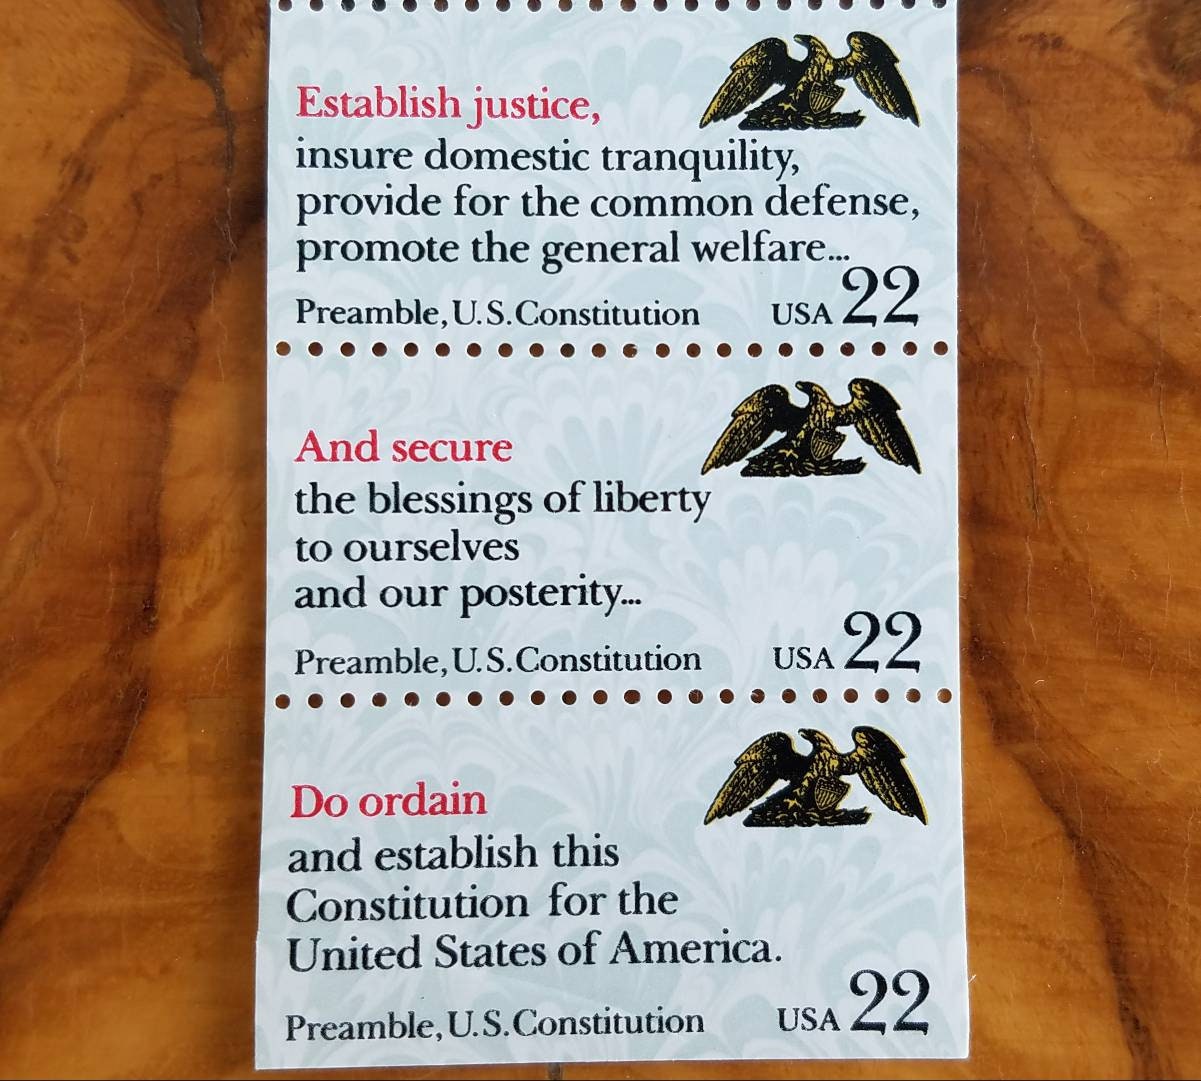 Establish justice,
insure domestic tranquility,
provide for the common defense,
promote the general welfare...
Preamble, U.S. Constitution
USA 22
And secure
the blessings of liberty
to ourselves
and our posterity...
Preamble, U.S. Constitution
USA 22
Do ordain
and establish this
Constitution for the
United States of America.
Preamble, U.S. Constitution
USA 22